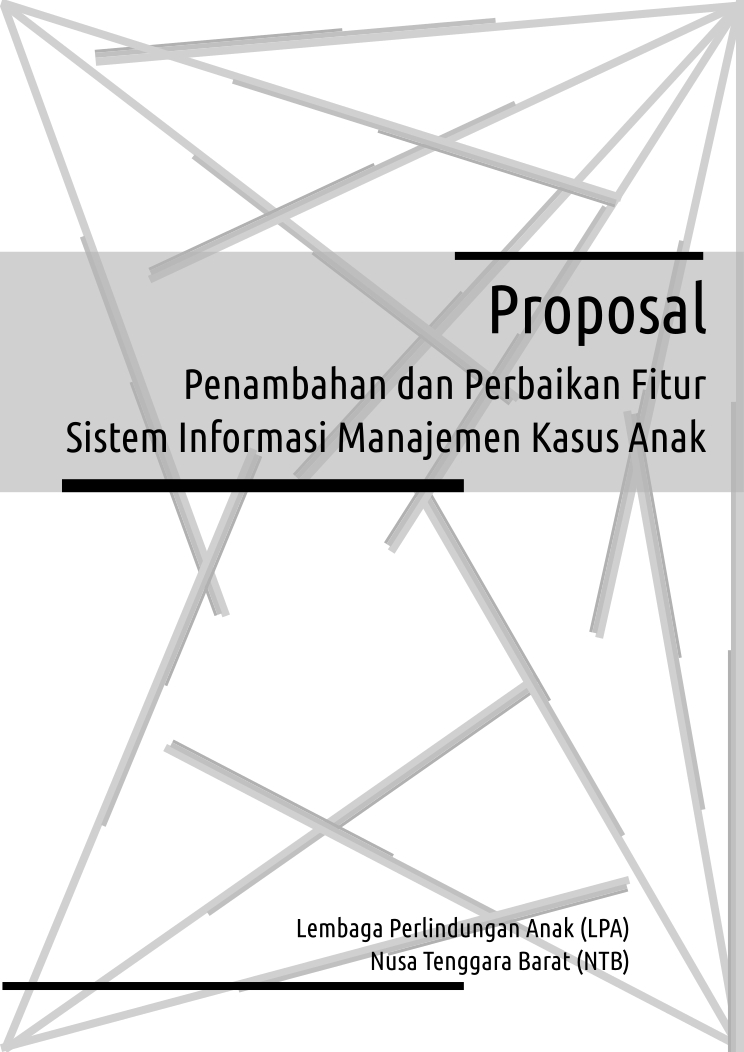 Proposal
Penambahan dan Perbaikan Fitur
Sistem Informasi Manajemen Kasus Anak
Lembaga Perlindungan Anak (LPA)
Nusa Tenggara Barat (NTB)